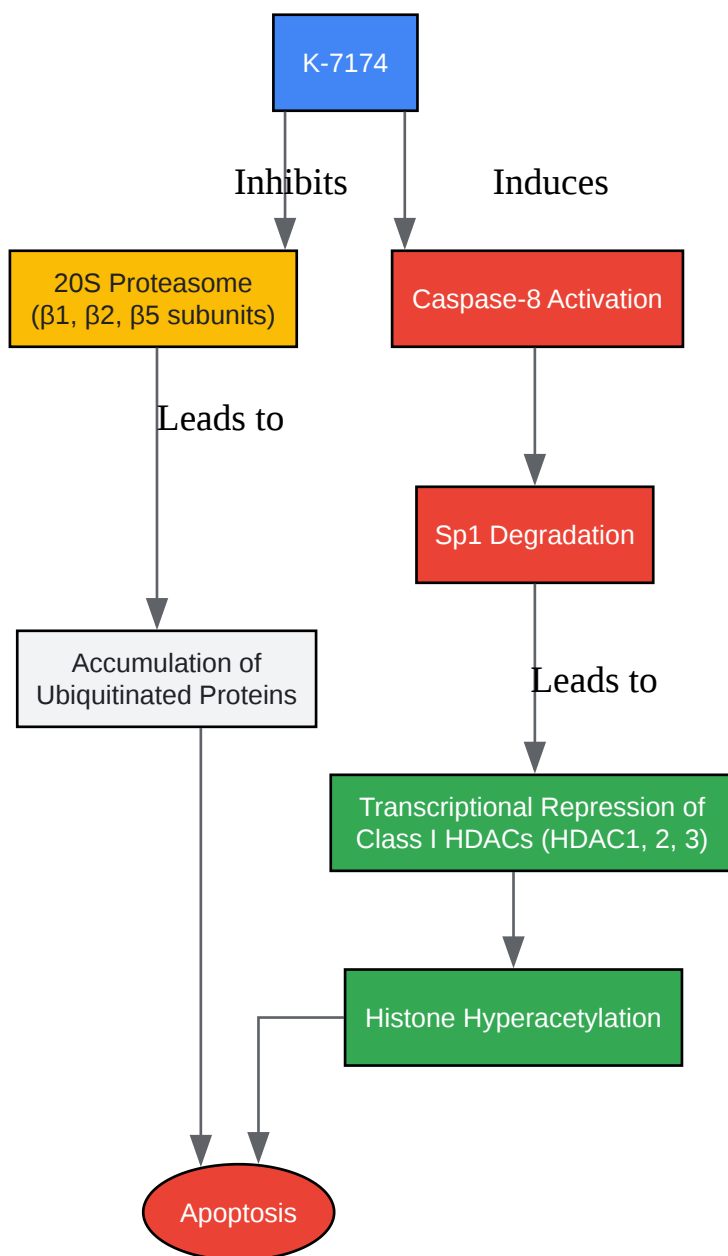 K-7174
Inhibits
Induces
20S Proteasome
(β1, β2, β5 subunits)
Caspase-8 Activation
Leads to
Sp1 Degradation
Accumulation of
Ubiquitinated Proteins
Leads to
Transcriptional Repression of
Class I HDACs (HDAC1, 2, 3)
Histone Hyperacetylation
Apoptosis